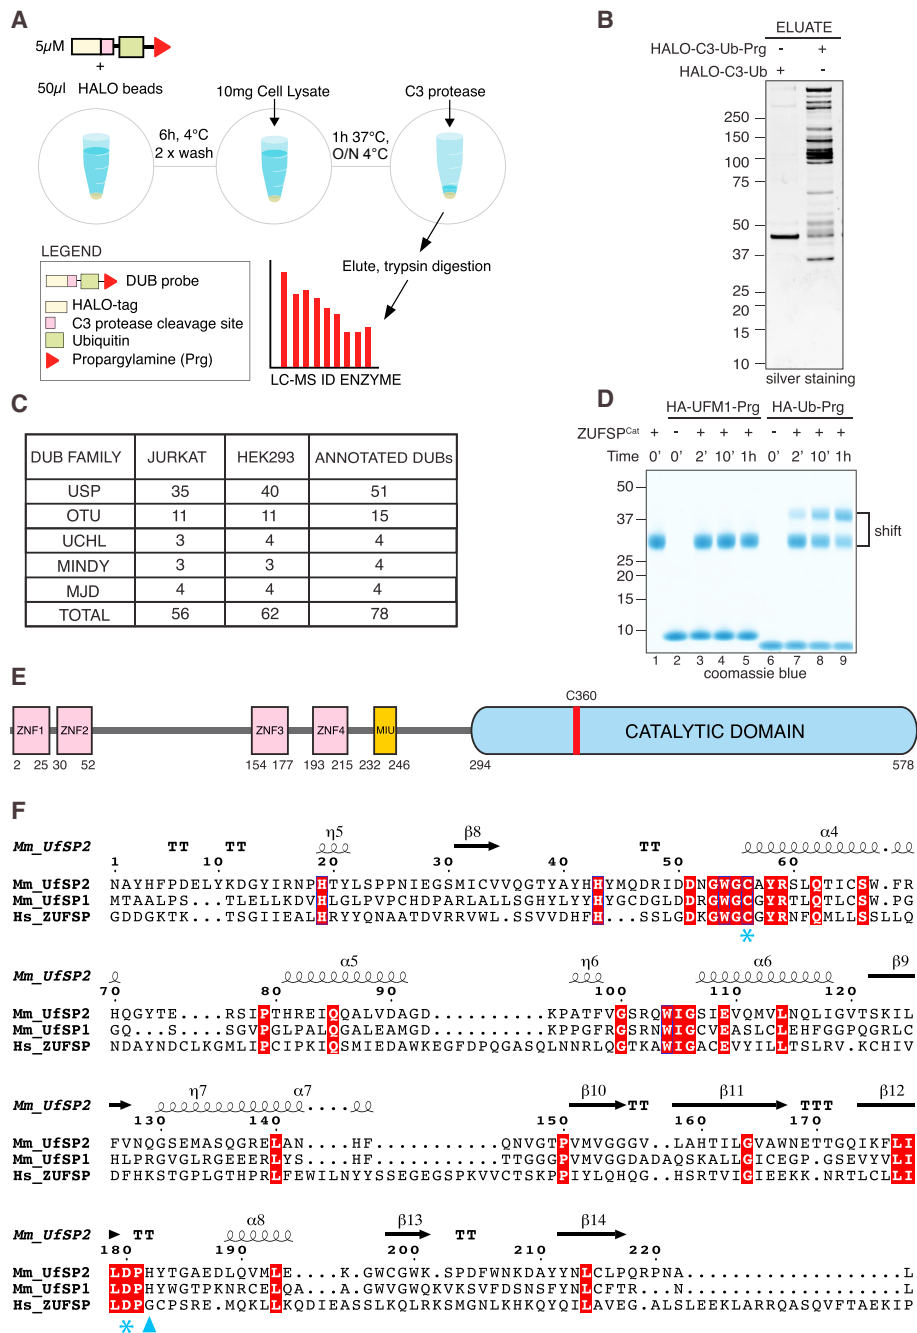 A
5µM
+
50µl HALO beads
6h, 4°C
2 x wash
10mg Cell Lysate
1h 37°C,
O/N 4°C
C3 protease
LEGEND
DUB probe
HALO-tag
C3 protease cleavage site
Ubiquitin
Propargylamine (Prg)
Elute, trypsin digestion
LC-MS ID ENZYME
B
ELUATE
HALO-C3-Ub-Prg - +
HALO-C3-Ub + -
250
150
100
75
50
37
25
20
15
10
silver staining
C
DUB FAMILY JURKAT HEK293 ANNOTATED DUBs
USP 35 40 51
OTU 11 11 15
UCHL 3 4 4
MINDY 3 3 4
MJD 4 4 4
TOTAL 56 62 78
D
HA-UFM1-Prg HA-Ub-Prg
ZUFSPCat + - + + + - + + +
Time 0' 0' 2' 10' 1h 0' 2' 10' 1h
50
37
25
20
15
10
shift
1 2 3 4 5 6 7 8 9
coomassie blue
E
C360
ZNF1 ZNF2 ZNF3 ZNF4 MIU CATALYTIC DOMAIN
2 25 30 52 154 177 193 215 232 246 294 578
F
Mm_UfSP2 TT TT η5 β8 TT α4
1 10 20 30 40 50 60
Mm_UfSP2 NAYHFPDELYKDGYIRNPHTYLSPPNIEGSMICVVQGTYAYHHYMQDRIDDNGWGCAYRSLQTICSW.FR
Mm_UfSP1 MTAALPS...TLELLKDVHLGLPVPCHDPARLALLSGHYLYYHYGCDGLDDRGWGCGYRTLQTLCSW.PG
Hs_ZUFSP GDDGKTK...TSGIIEALHRYYQNAATDVRRVWLSSVVDHFHSSLGDKGWGCGYRNFQMLLSSLLQ
Mm_UfSP2 α5 η6 α6 β9
70 80 90 100 110 120
Mm_UfSP2 HQGYTE....RSIPTHREIQQALVDAGD..........KPATFVGSRQWIGSIEVQMVLNQLIGVTSKIL
Mm_UfSP1 GQ...S....SGVPGLPALQGALEAMGD..........KPPGFRGSRNWIGCVEASLCLEHFGGPQGRLC
Hs_ZUFSP NDAYNDCLKGMLIPCIPKIQSMIEDAWKEGFDPQGASQLNNRLQGTKAWIGACEVYILLTSLRV.KCHIV
Mm_UfSP2 η7 α7 β10 TT β11 TTT β12
130 140 150 160 170
Mm_UfSP2 FVNQGSEMASQGRELAN....HF...........QNVGTPVMVGGGV..LAHTILGVAWNETTGQIKFLI
Mm_UfSP1 HLPRGVGLRGEEERLYS....HF...........TTGGGPVMVGGDADAQSKALLGICEGP.GSEVYVLI
Hs_ZUFSP DFHKSTGPLGTHPRLFEWILNYYSSEGEGSPKVVCTSKPPIYLQHQG..HSRTVIGIEEKKNRTLCLLI
Mm_UfSP2 TT α8 β13 TT β14
180 190 200 210 220
Mm_UfSP2 LDPHYTGAEDLQVMLE....K.GWCGWK.SPDFWNKDAYYNLCLPQRPNA....................L
Mm_UfSP1 LDPHYWGTPKNRCELQA...A.GWVGWQKVKSVFDSNSFYNLCFTR...N....................L
Hs_ZUFSP LDPGCPSRE.MQKLLKQDIEASSLKQLRKSMGNLKHKQYQILAVEG.ALSLEEKLARRQASQVFTAEKIP